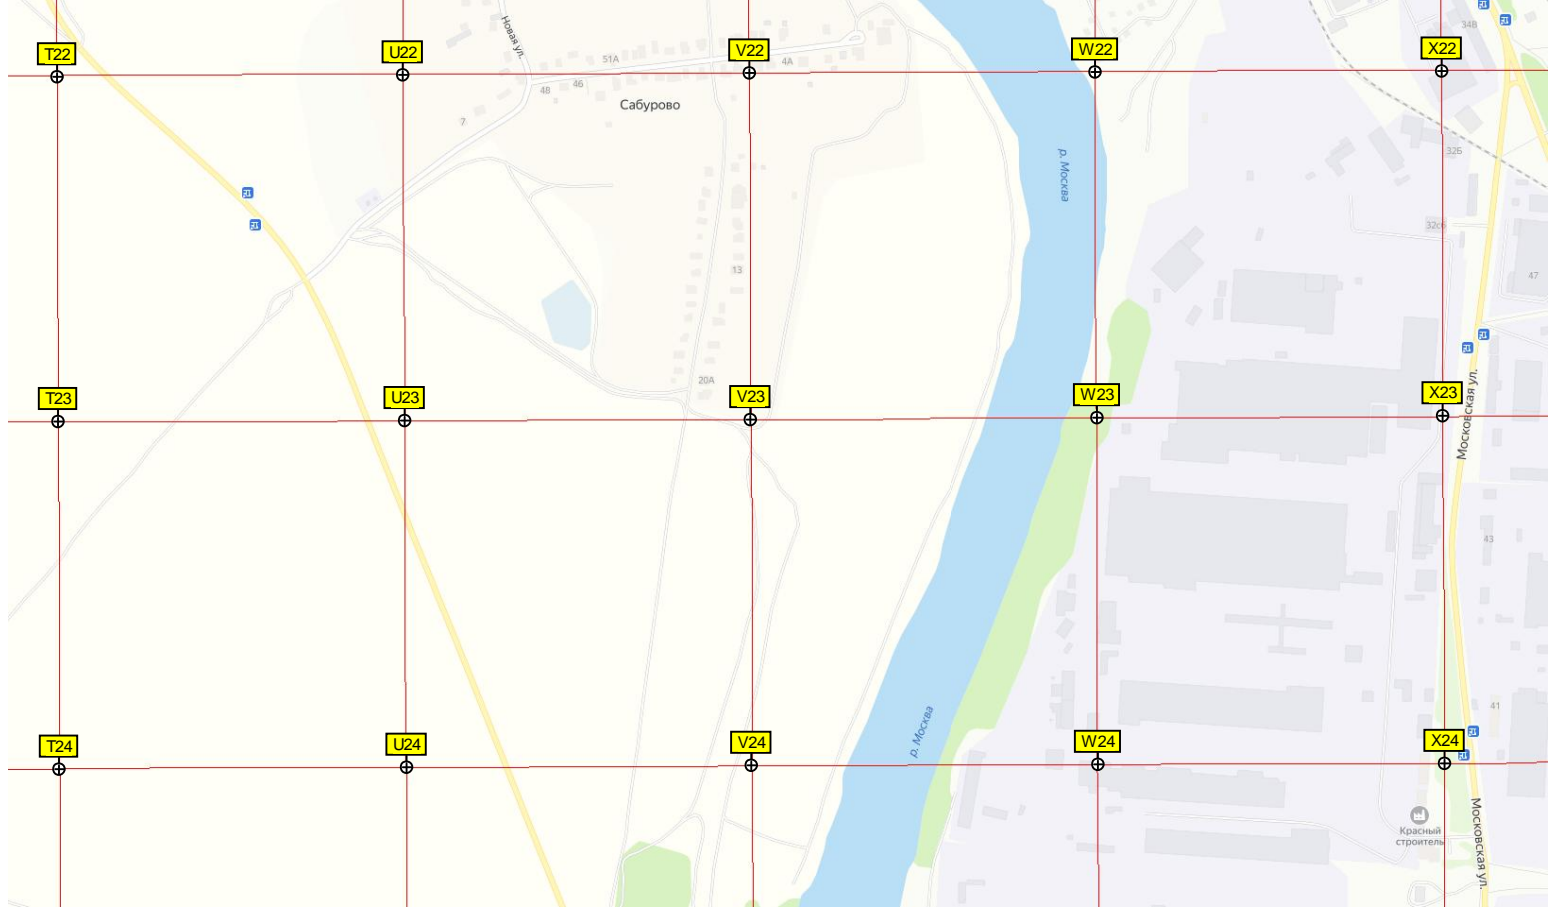 34В
Новая ул.
T22
U22
V22
W22
X22
51А
4А
46
48
Сабурово
7
32Б
р. Москва
32с6
13
47
20А
T23
U23
V23
W23
X23
Московская ул.
43
41
р. Москва
T24
U24
V24
W24
X24
Красный
строитель
Московская ул.